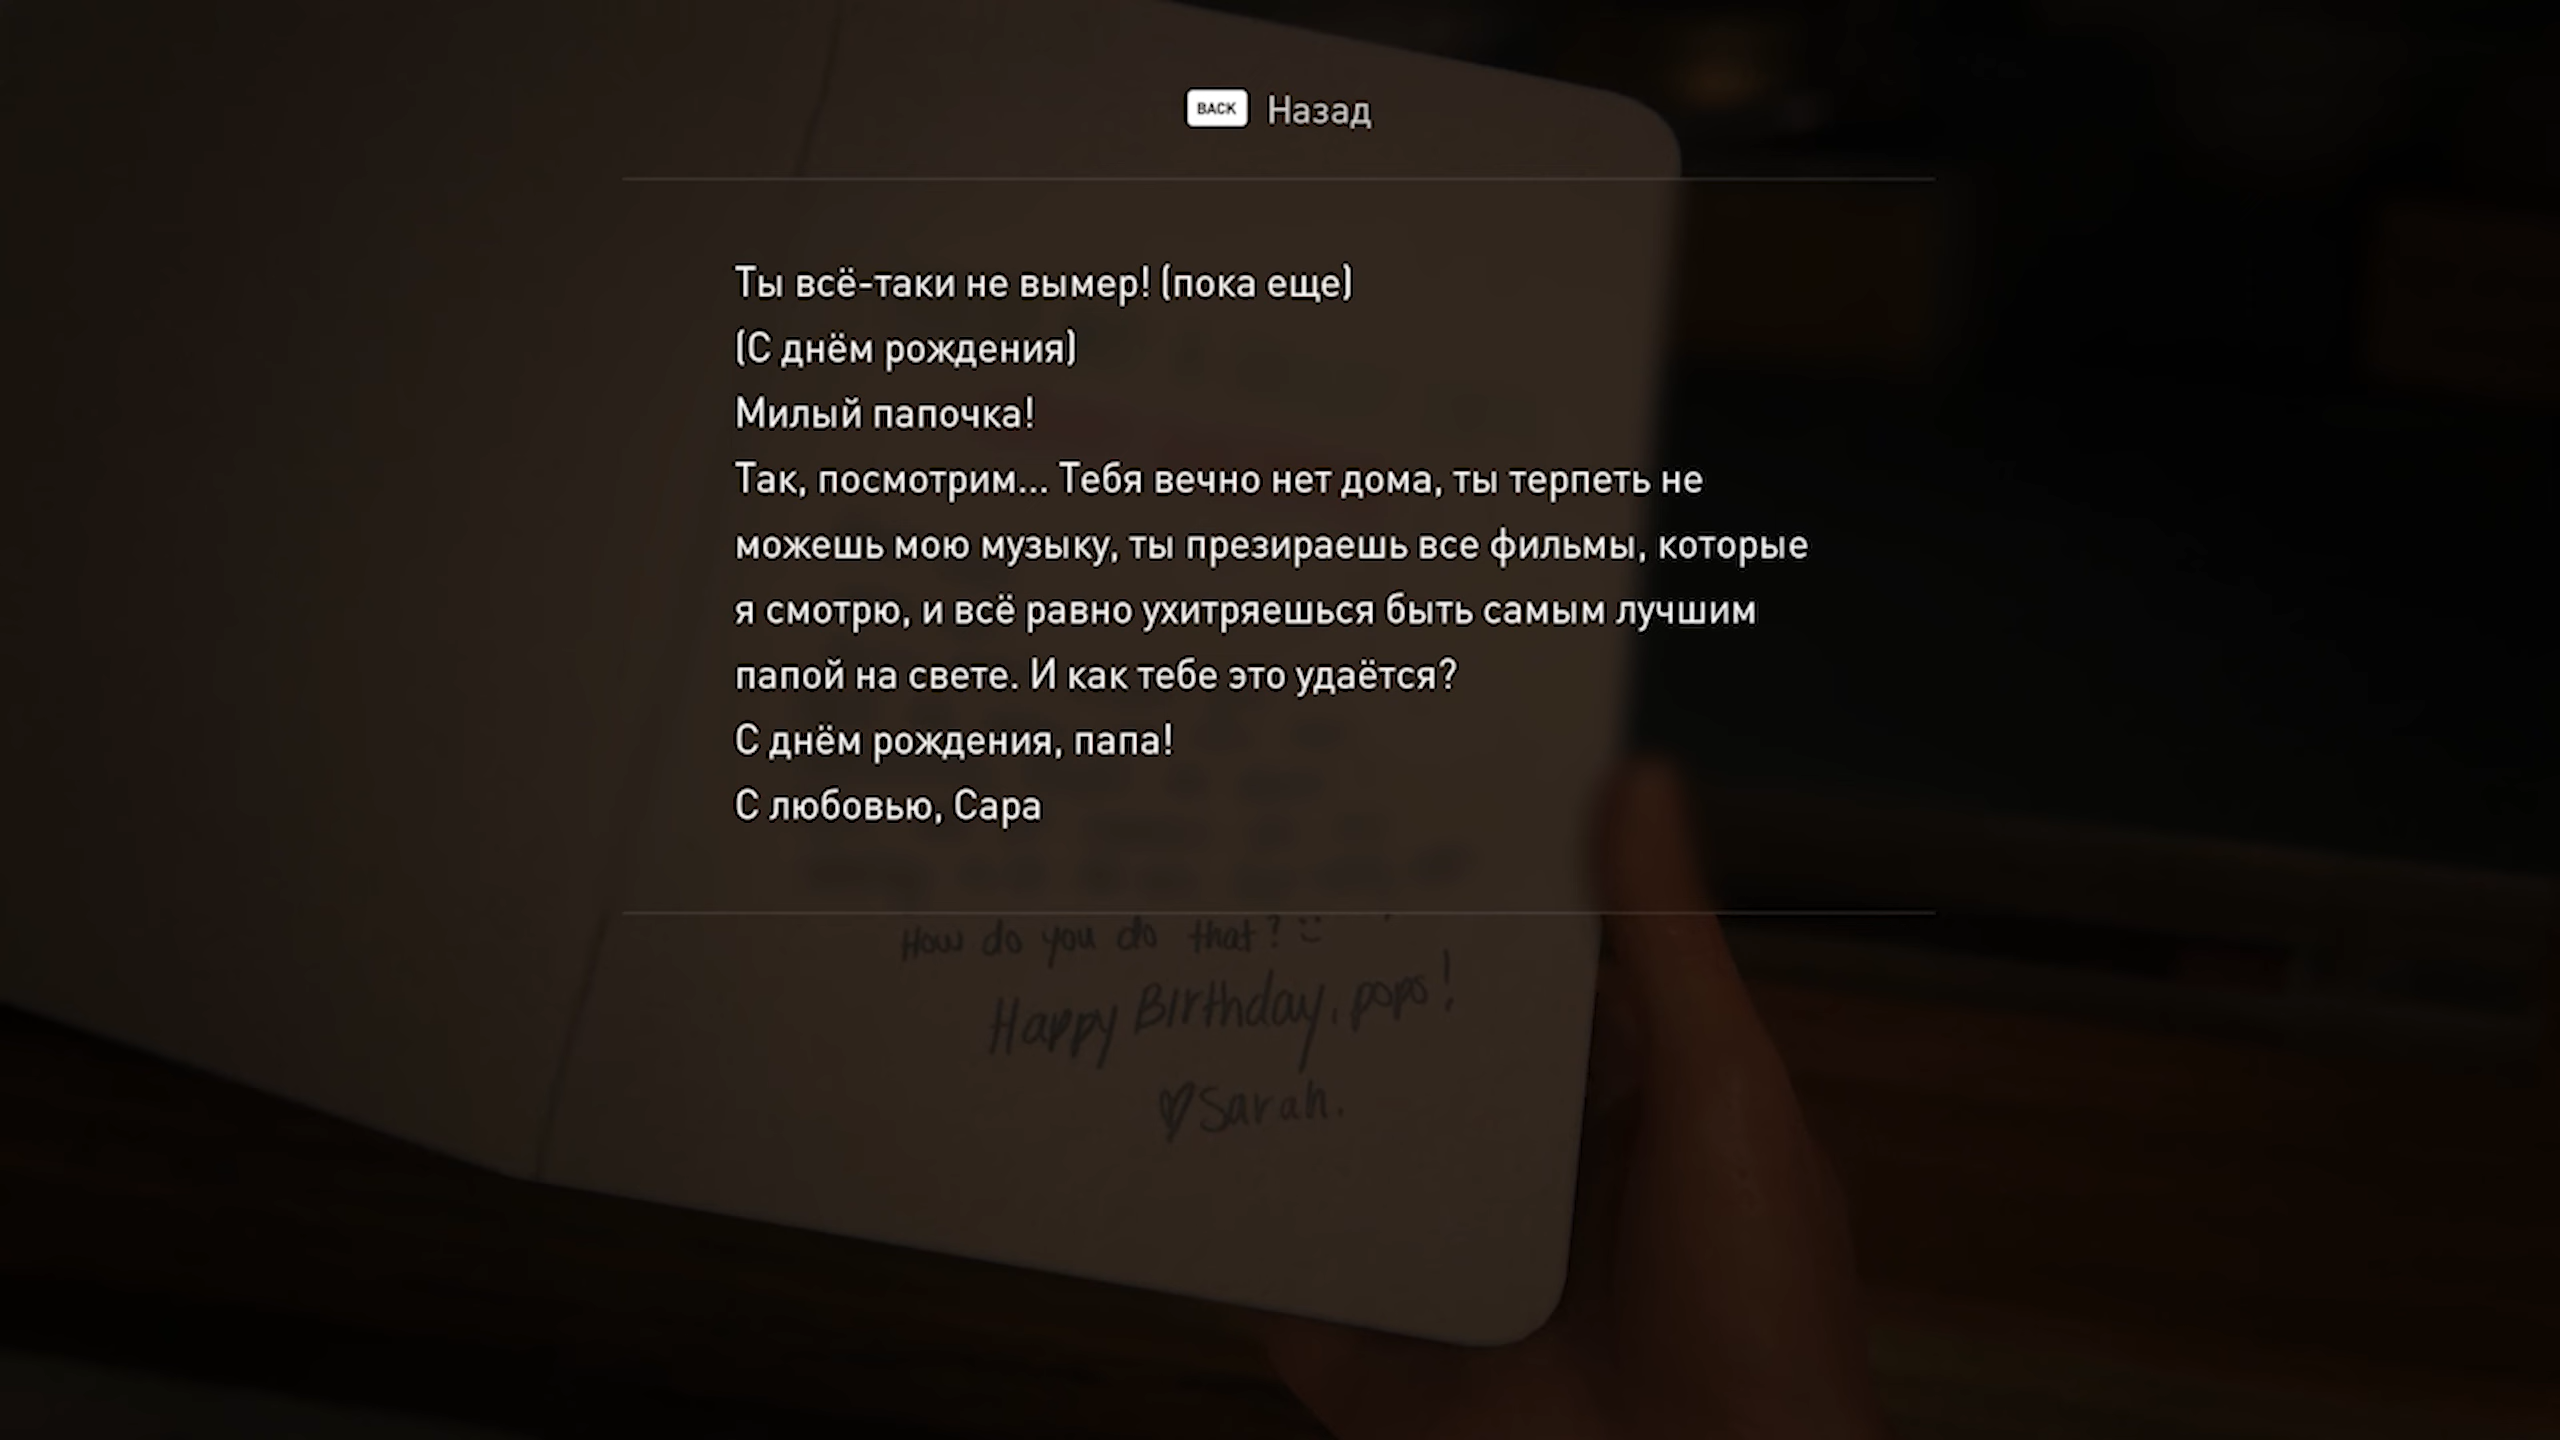 BACK Назад
Ты всё-таки не вымер! (пока еще)
(С днём рождения)
Милый папочка!
Так, посмотрим... Тебя вечно нет дома, ты терпеть не
можешь мою музыку, ты презираешь все фильмы, которые
я смотрю, и всё равно ухитряешься быть самым лучшим
папой на свете. И как тебе это удаётся?
С днём рождения, папа!
С любовью, Сара
How do you do that?
Happy Birthday, pops!
Sarah.